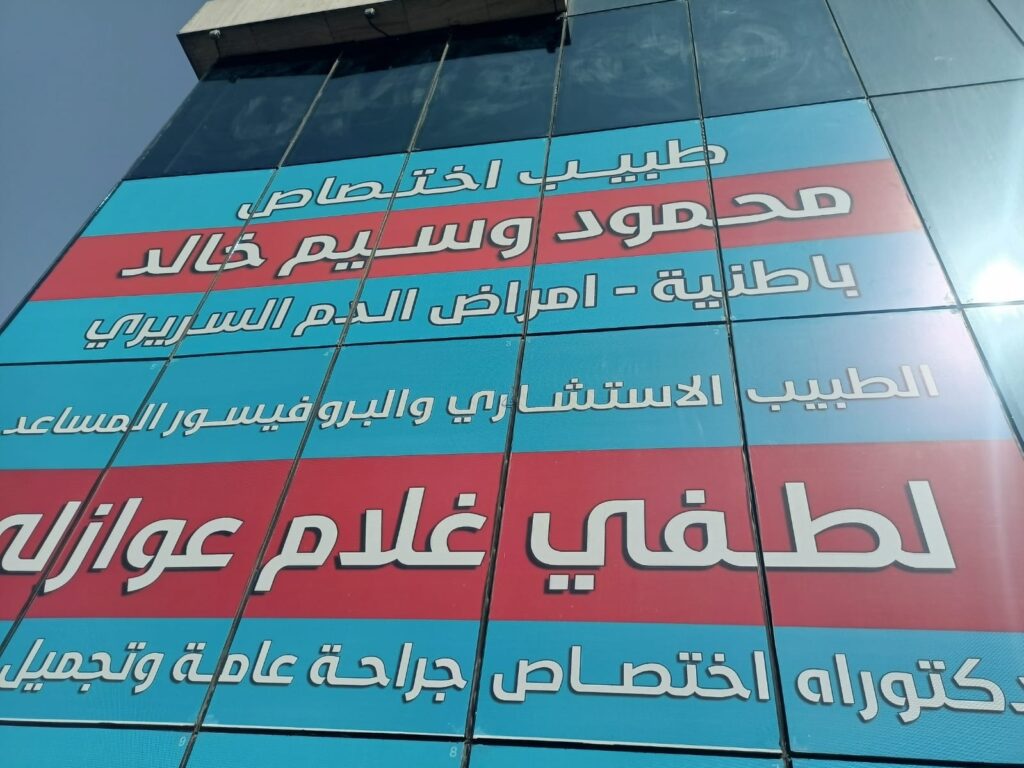 طبيب اختصاص
محمود وسيم خالد
باطنية - امراض الدم السريري
الطبيب الاستشاري والبروفيسور المساعد
لطفي غلام عوازله
دكتوراه اختصاص جراحة عامة وتجميل